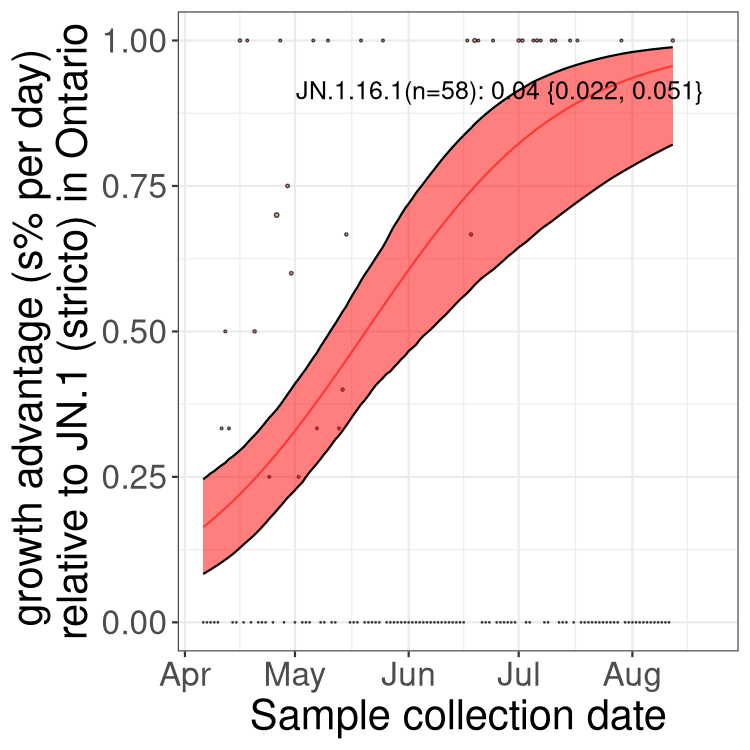 growth advantage (s% per day)
relative to JN.1 (stricto) in Ontario
1.00
0.75
0.50
0.25
0.00
JN.1.16.1(n=58): 0.04 {0.022, 0.051}
Apr May Jun Jul Aug
Sample collection date